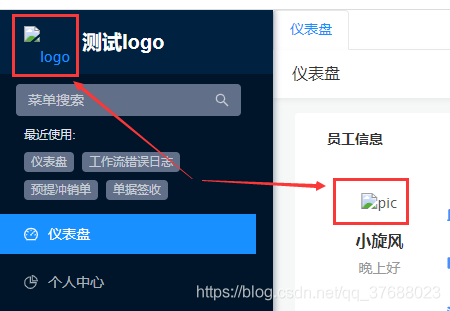 logo
测试logo
菜单搜索
最近使用:
仪表盘 工作流错误日志
预提冲销单 单据签收
仪表盘
个人中心
仪表盘
仪表盘
员工信息
pic
小旋风
晚上好
https://blog.csdn.net/qq_37688023